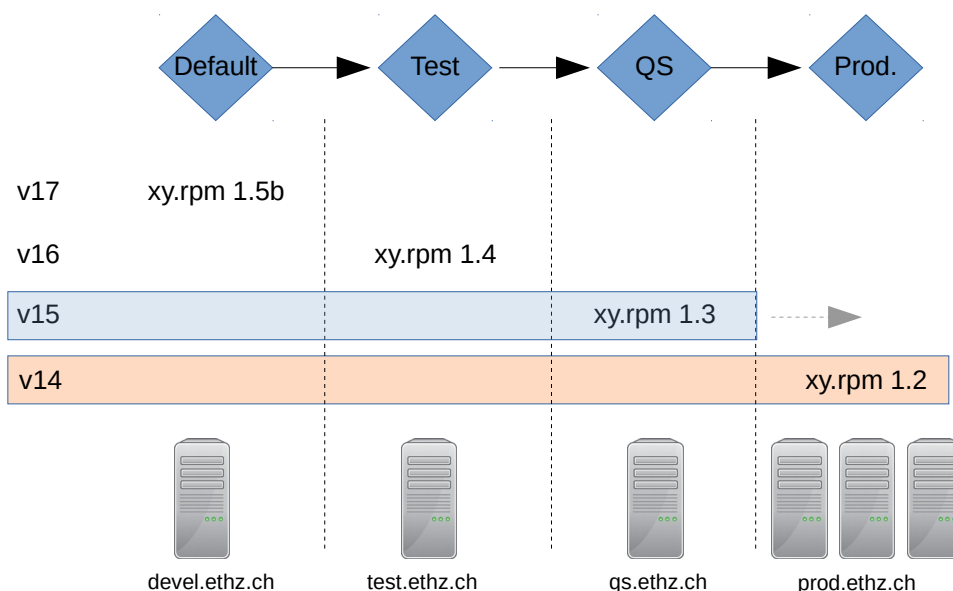 Default Test QS Prod.
v17 xy.rpm 1.5b
v16 xy.rpm 1.4
v15 xy.rpm 1.3
v14 xy.rpm 1.2
devel.ethz.ch test.ethz.ch qs.ethz.ch prod.ethz.ch